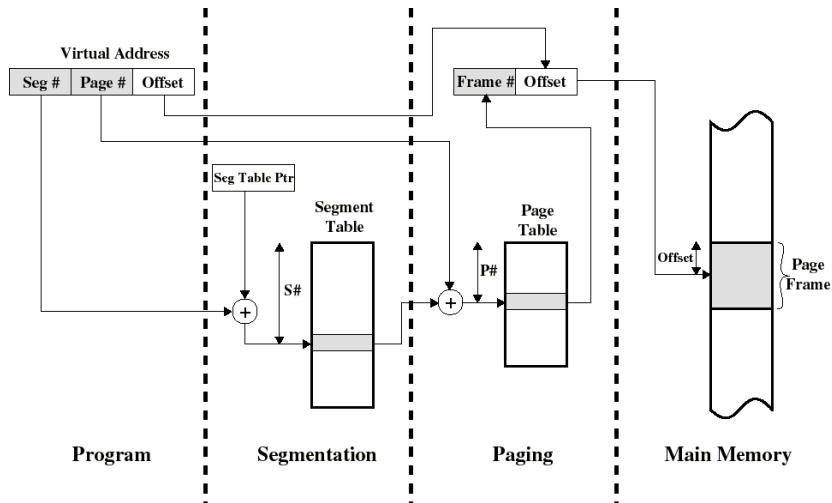 Virtual Address
Seg # Page # Offset
Frame # Offset
Seg Table Ptr
Segment
Table
Page
Table
S#
P#
+
+
Offset
Page
Frame
Program Segmentation Paging Main Memory